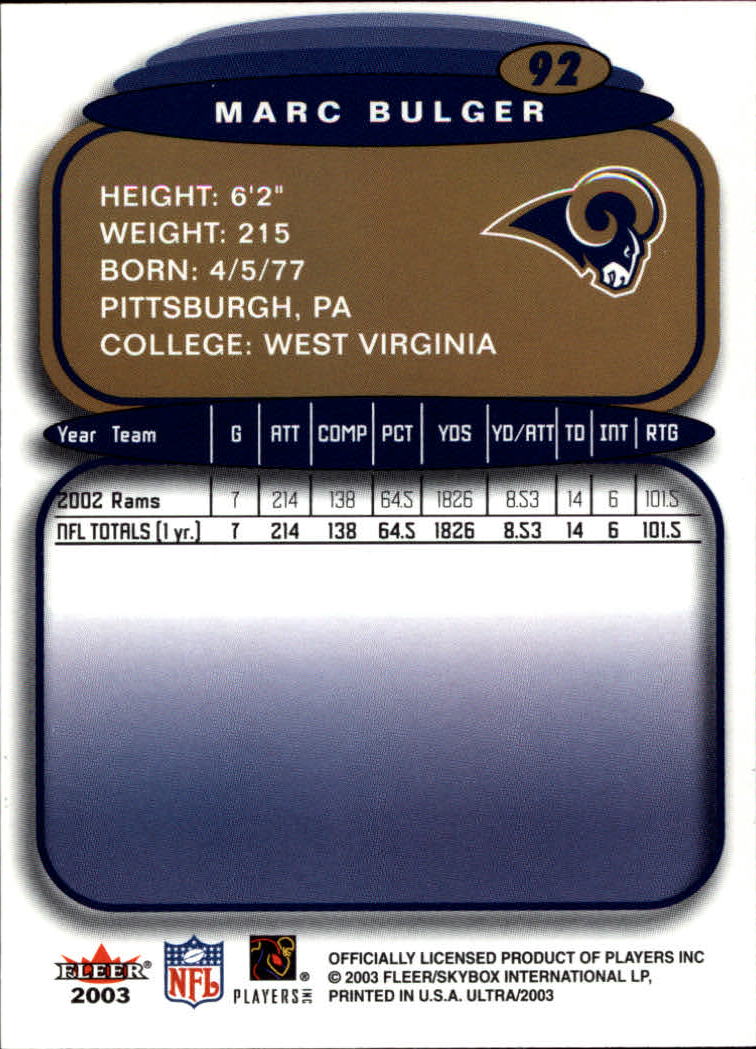 92
MARC BULGER
HEIGHT: 6'2"
WEIGHT: 215
BORN: 4/5/77
PITTSBURGH, PA
COLLEGE: WEST VIRGINIA
Year Team G ATT COMP PCT YDS YD/ATT TD INT RTG
2002 Rams 7 214 138 64.5 1826 8.53 14 6 101.5
NFL TOTALS (1 yr.) 7 214 138 64.5 1826 8.53 14 6 101.5
FLEER®
2003
NFL
®
PLAYERS INC
OFFICIALLY LICENSED PRODUCT OF PLAYERS INC
© 2003 FLEER/SKYBOX INTERNATIONAL LP,
PRINTED IN U.S.A. ULTRA/2003